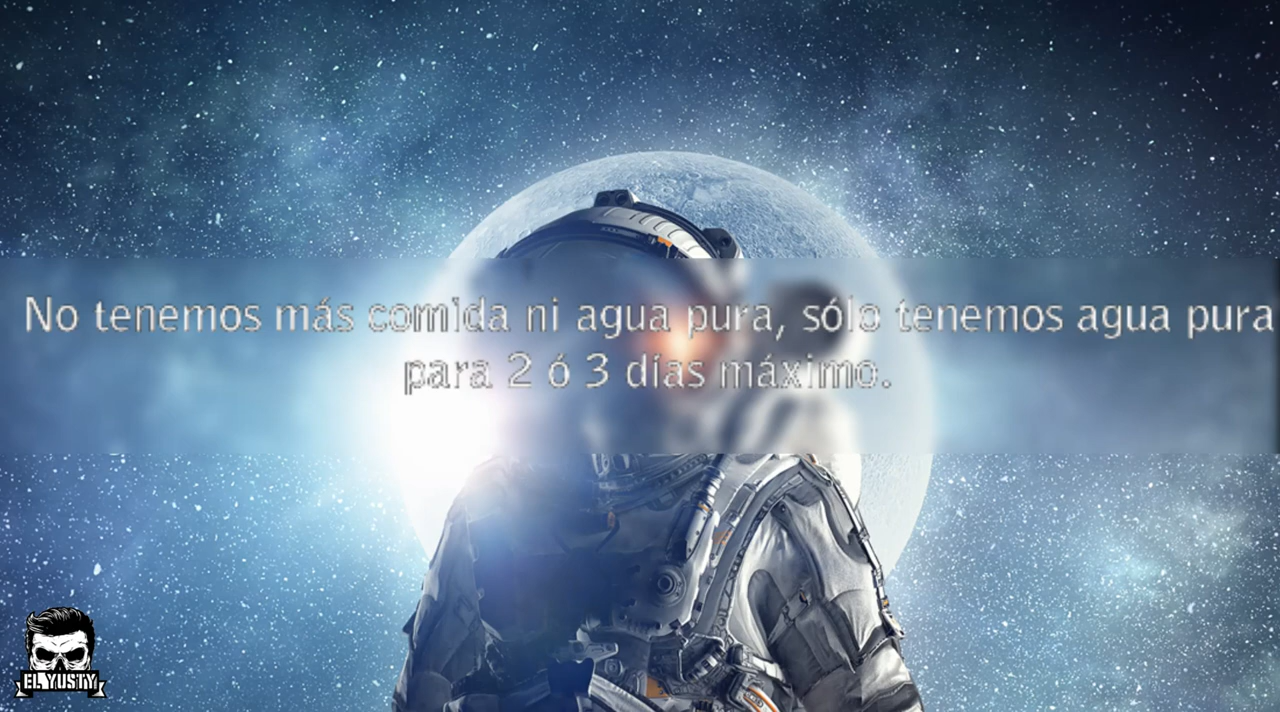 No tenemos más comida ni agua pura, sólo tenemos agua pura
para 2 ó 3 días máximo.
EL YUSTY